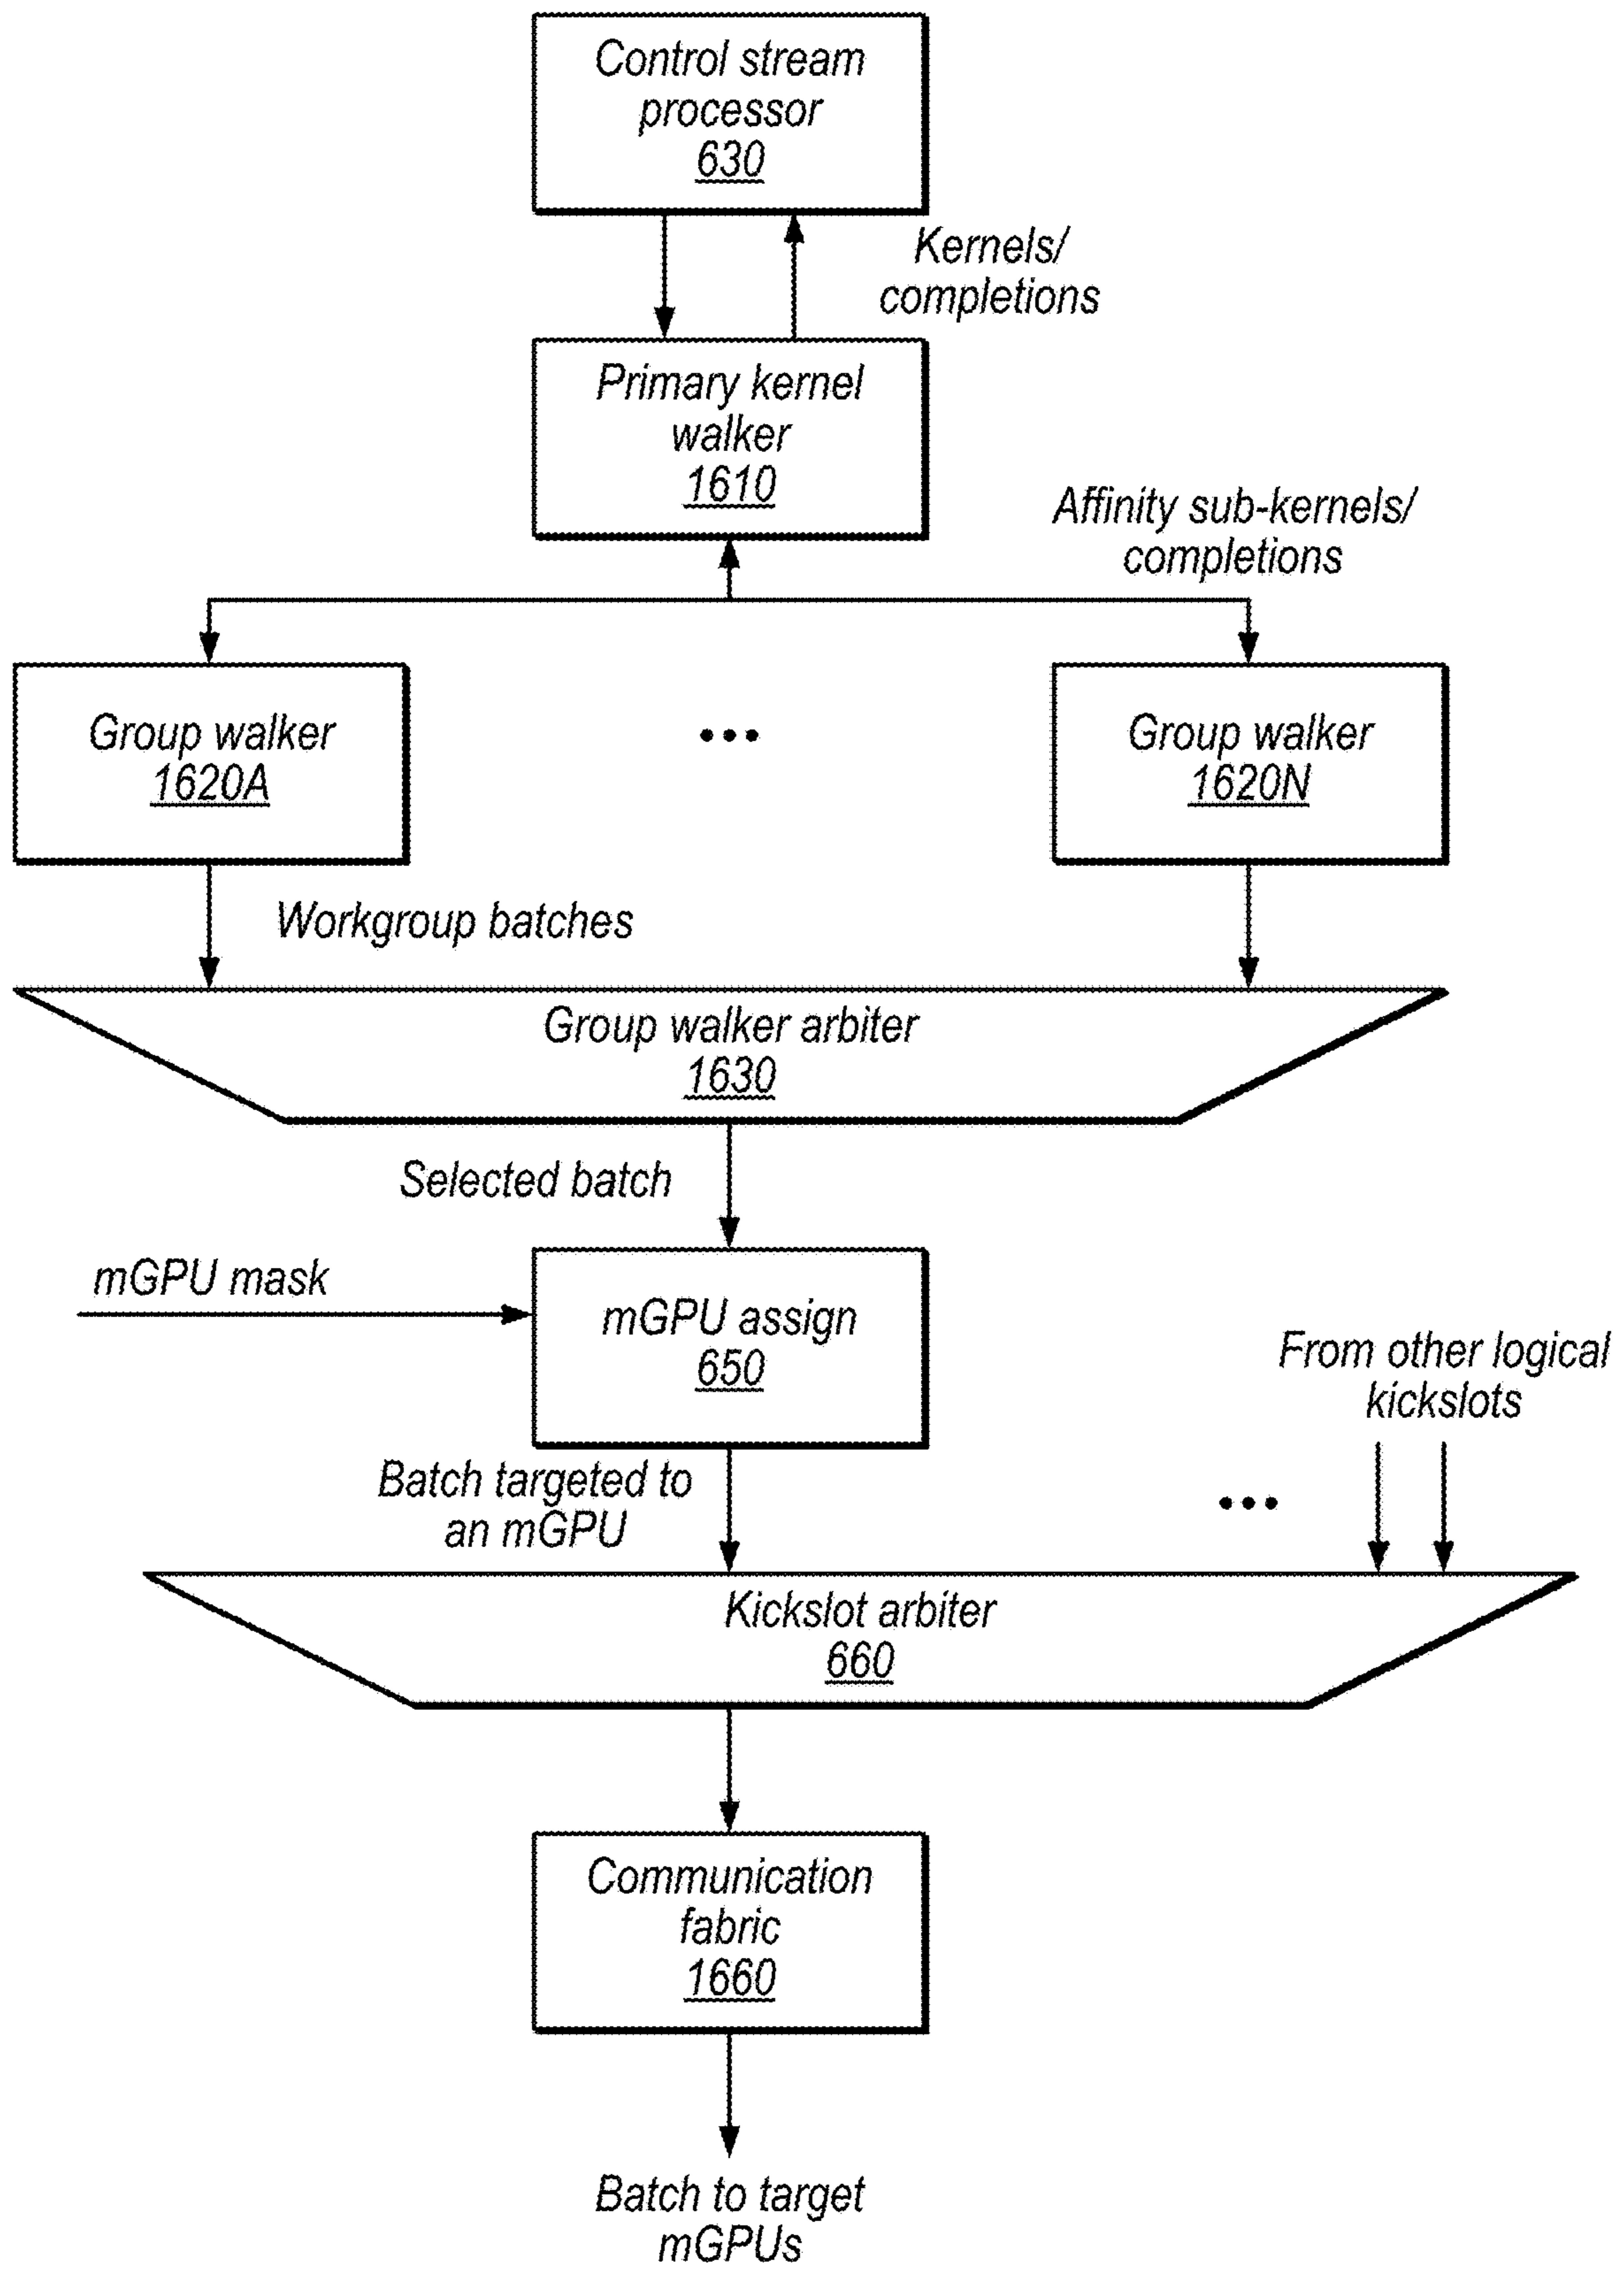 Control stream
processor
630
Kernels/
completions
Primary kernel
walker
1610
Affinity sub-kernels/
completions
Group walker
1620A
...
Group walker
1620N
Workgroup batches
Group walker arbiter
1630
Selected batch
mGPU mask
mGPU assign
650
From other logical
kickslots
Batch targeted to
an mGPU
...
Kickslot arbiter
660
Communication
fabric
1660
Batch to target
mGPUs